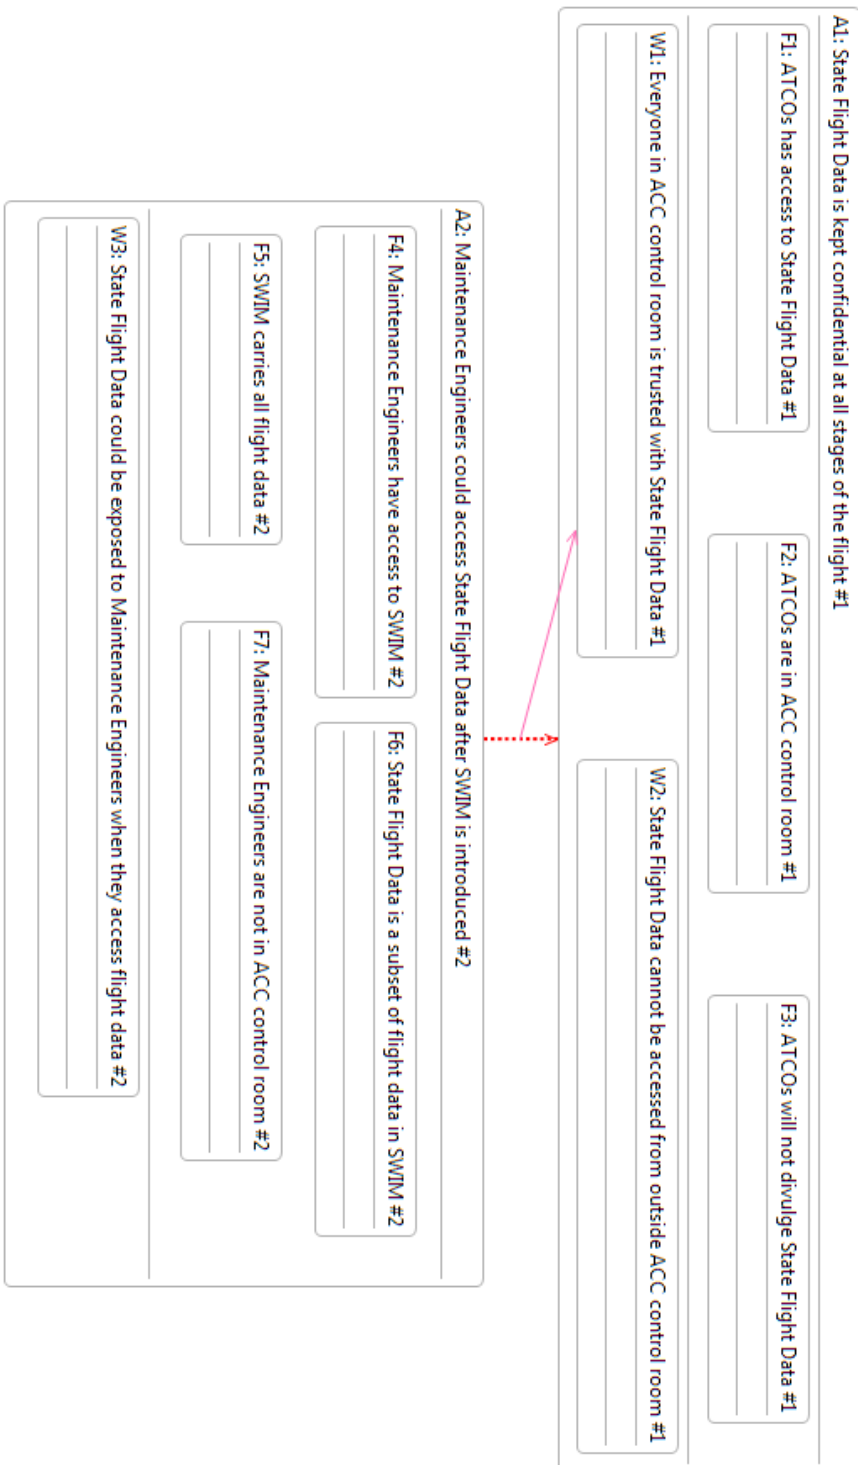 A1: State Flight Data is kept confidential at all stages of the flight #1
F1: ATCOs has access to State Flight Data #1
F2: ATCOs are in ACC control room #1
F3: ATCOs will not divulge State Flight Data #1
W1: Everyone in ACC control room is trusted with State Flight Data #1
W2: State Flight Data cannot be accessed from outside ACC control room #1
A2: Maintenance Engineers could access State Flight Data after SWIM is introduced #2
F4: Maintenance Engineers have access to SWIM #2
F6: State Flight Data is a subset of flight data in SWIM #2
F5: SWIM carries all flight data #2
F7: Maintenance Engineers are not in ACC control room #2
W3: State Flight Data could be exposed to Maintenance Engineers when they access flight data #2